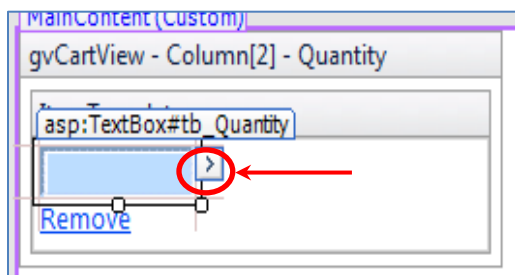 MainContent (Custom)
gvCartView - Column[2] - Quantity
asp:TextBox#tb_Quantity
>
Remove